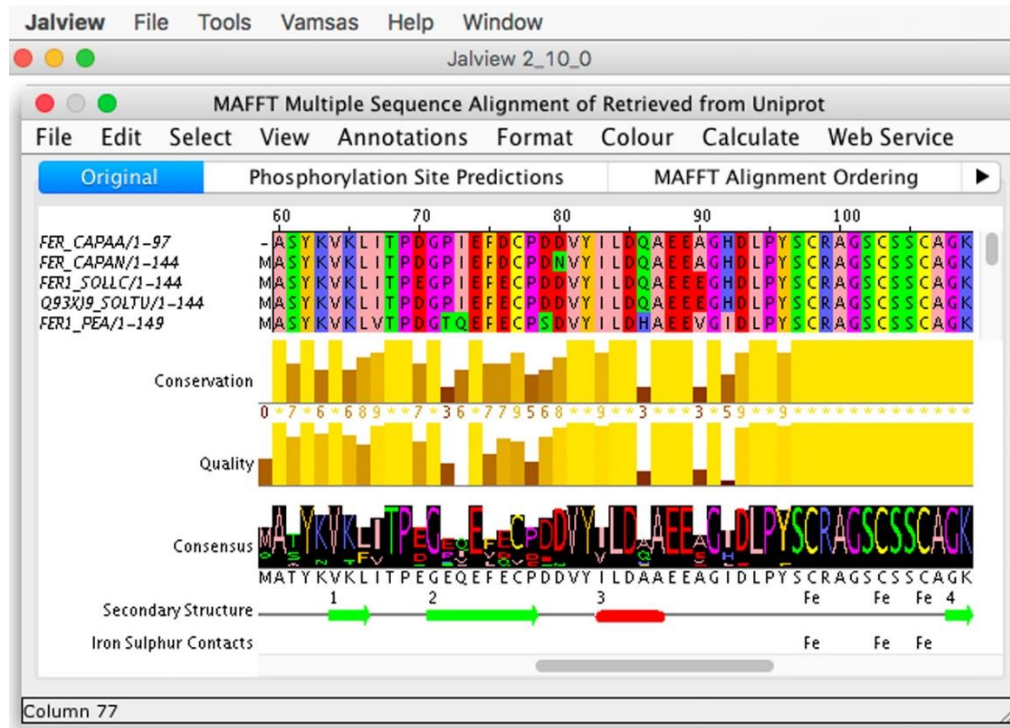 Jalview File Tools Vamsas Help Window
Jalview 2_10_0
MAFFT Multiple Sequence Alignment of Retrieved from Uniprot
File Edit Select View Annotations Format Colour Calculate Web Service
Original Phosphorylation Site Predictions MAFFT Alignment Ordering
60 70 80 90 100
FER_CAPAA/1-97 -ASYKVKLITPDGPIEFDCPDDVYILDQAEEAGHDLPYSCRAGSCSSCAGK
FER_CAPAN/1-144 MASYKVKLITPDGPIEFDCPDNVYILDQAEEAGHDLPYSCRAGSCSSCAGK
FER1_SOLLC/1-144 MASYKVKLITPEGPIEFECPDDVYILDQAEEEGHDLPYSCRAGSCSSCAGK
Q93XJ9_SOLTU/1-144 MASYKVKLITPDGPIEFECPDDVYILDQAEEEGHDLPYSCRAGSCSSCAGK
FER1_PEA/1-149 MASYKVKLVTPDGTQEFECPSDVYILDHAEEVGIDLPYSCRAGSCSSCAGK
Conservation
0*7*6*689**7*36*779568**9**3***3*59**9*************
Quality
Consensus
MATYKVKLITPEGEQEFECPDDVYILDAAEEAGIDLPYSCRAGSCSSCAGK
1 2 3 Fe Fe Fe 4
Secondary Structure
Iron Sulphur Contacts Fe Fe Fe
Column 77